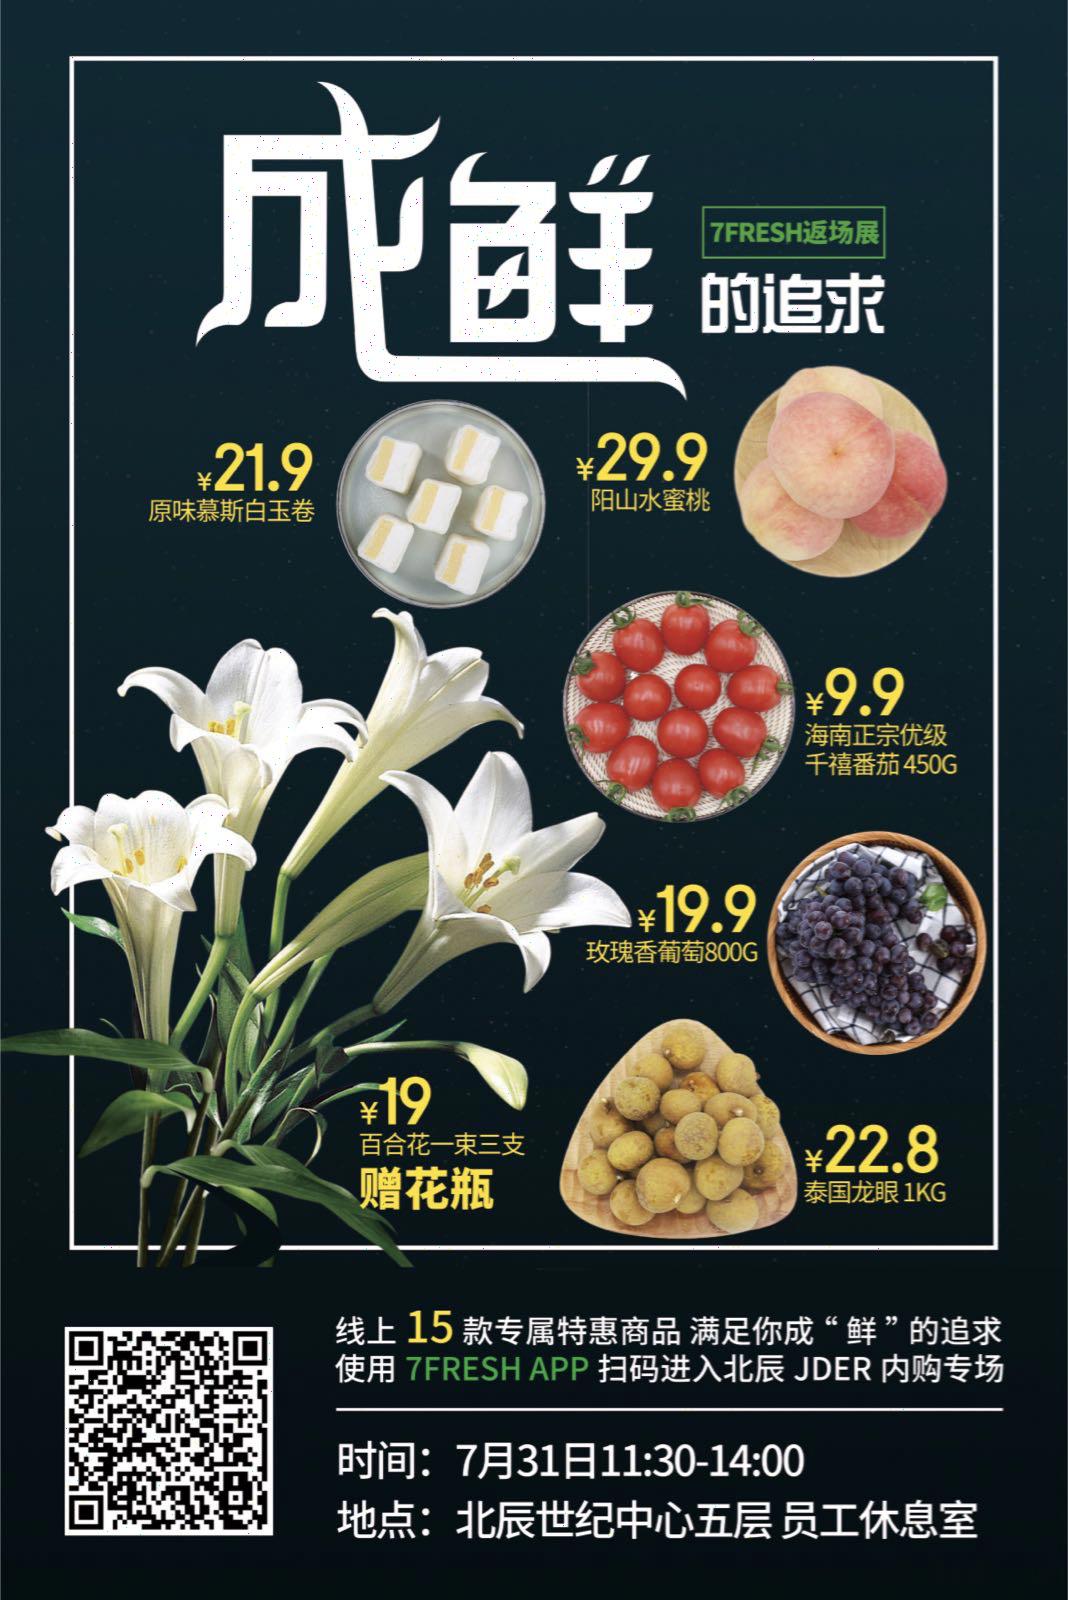 成鲜
7FRESH返场展
的追求
¥21.9
原味慕斯白玉卷
¥29.9
阳山水蜜桃
¥9.9
海南正宗优级
千禧番茄 450G
¥19.9
玫瑰香葡萄800G
¥19
百合花一束三支
赠花瓶
¥22.8
泰国龙眼 1KG
线上 15 款专属特惠商品 满足你成 “ 鲜 ” 的追求
使用 7FRESH APP 扫码进入北辰 JDER 内购专场
时间：7月31日11:30-14:00
地点：北辰世纪中心五层 员工休息室